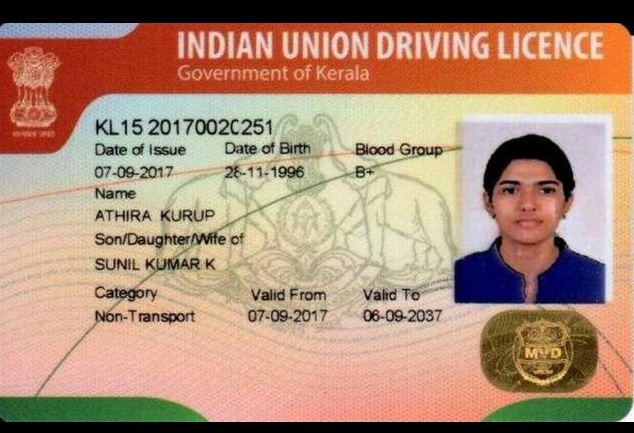 INDIAN UNION DRIVING LICENCE
Government of Kerala
सत्यमेव जयते
KL15 20170020251
Date of Issue Date of Birth Blood Group
07-09-2017 28-11-1996 B+
Name
ATHIRA KURUP
Son/Daughter/Wife of
SUNIL KUMAR K
Category Valid From Valid To
Non-Transport 07-09-2017 06-09-2037
MVD